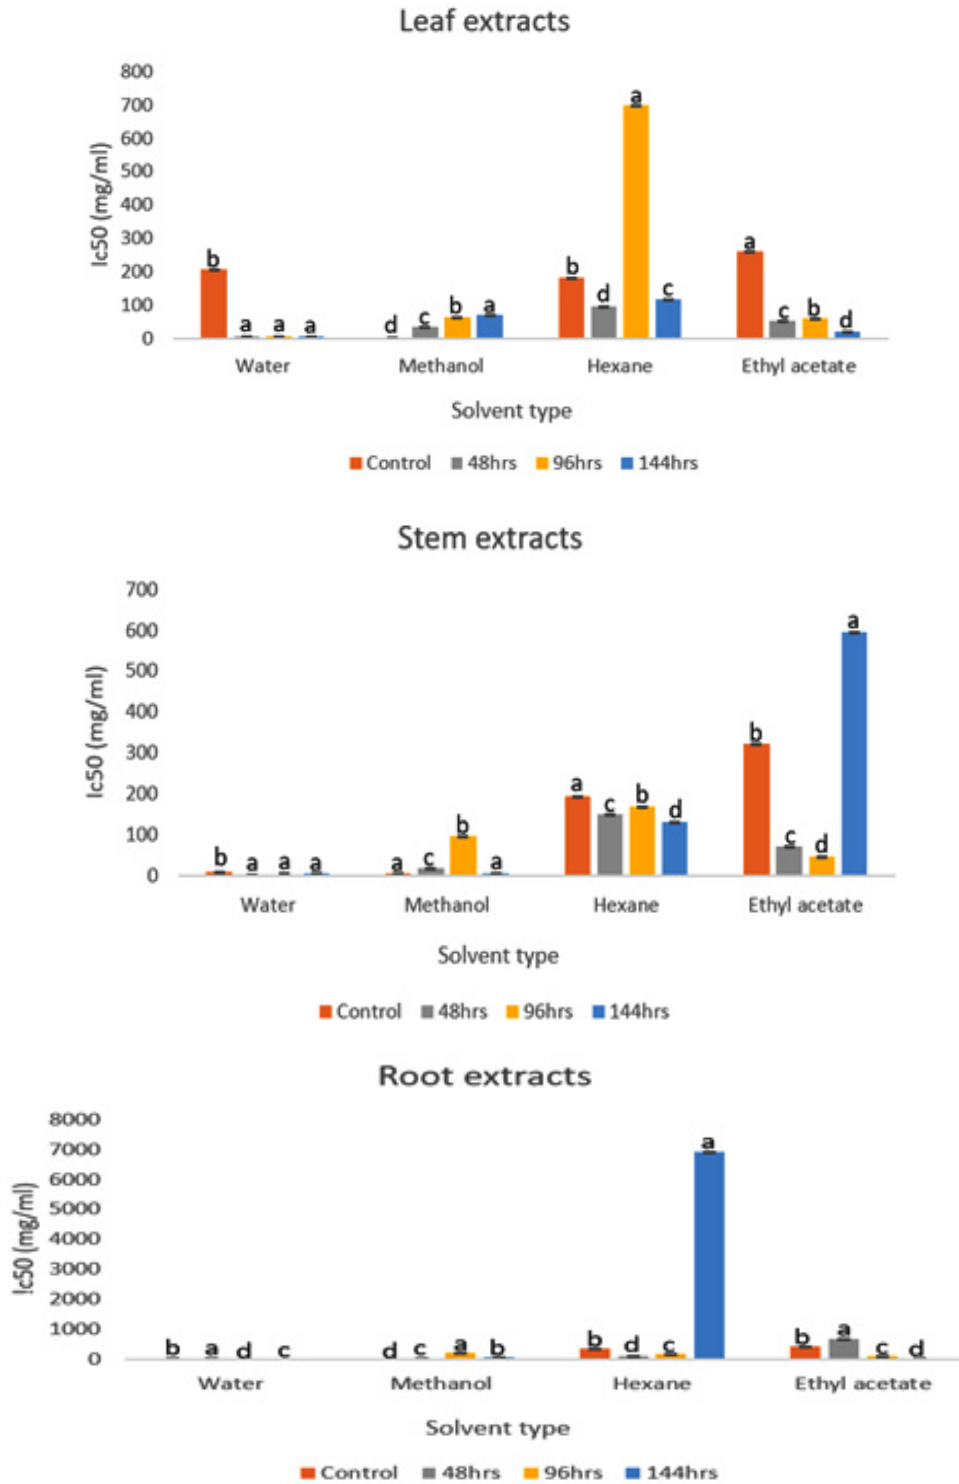 Leaf extracts
800
700
600
500
400
300
200
100
0
Ic50 (mg/ml)
b a a a d c b a b d a c a c b d
Water Methanol Hexane Ethyl acetate
Solvent type
Control 48hrs 96hrs 144hrs
Stem extracts
700
600
500
400
300
200
100
0
Ic50 (mg/ml)
b a a a a c b a a c b d b c d a
Water Methanol Hexane Ethyl acetate
Solvent type
Control 48hrs 96hrs 144hrs
Root extracts
8000
7000
6000
5000
4000
3000
2000
1000
0
Ic50 (mg/ml)
b a d c d c a b b d c a b a c d
Water Methanol Hexane Ethyl acetate
Solvent type
Control 48hrs 96hrs 144hrs